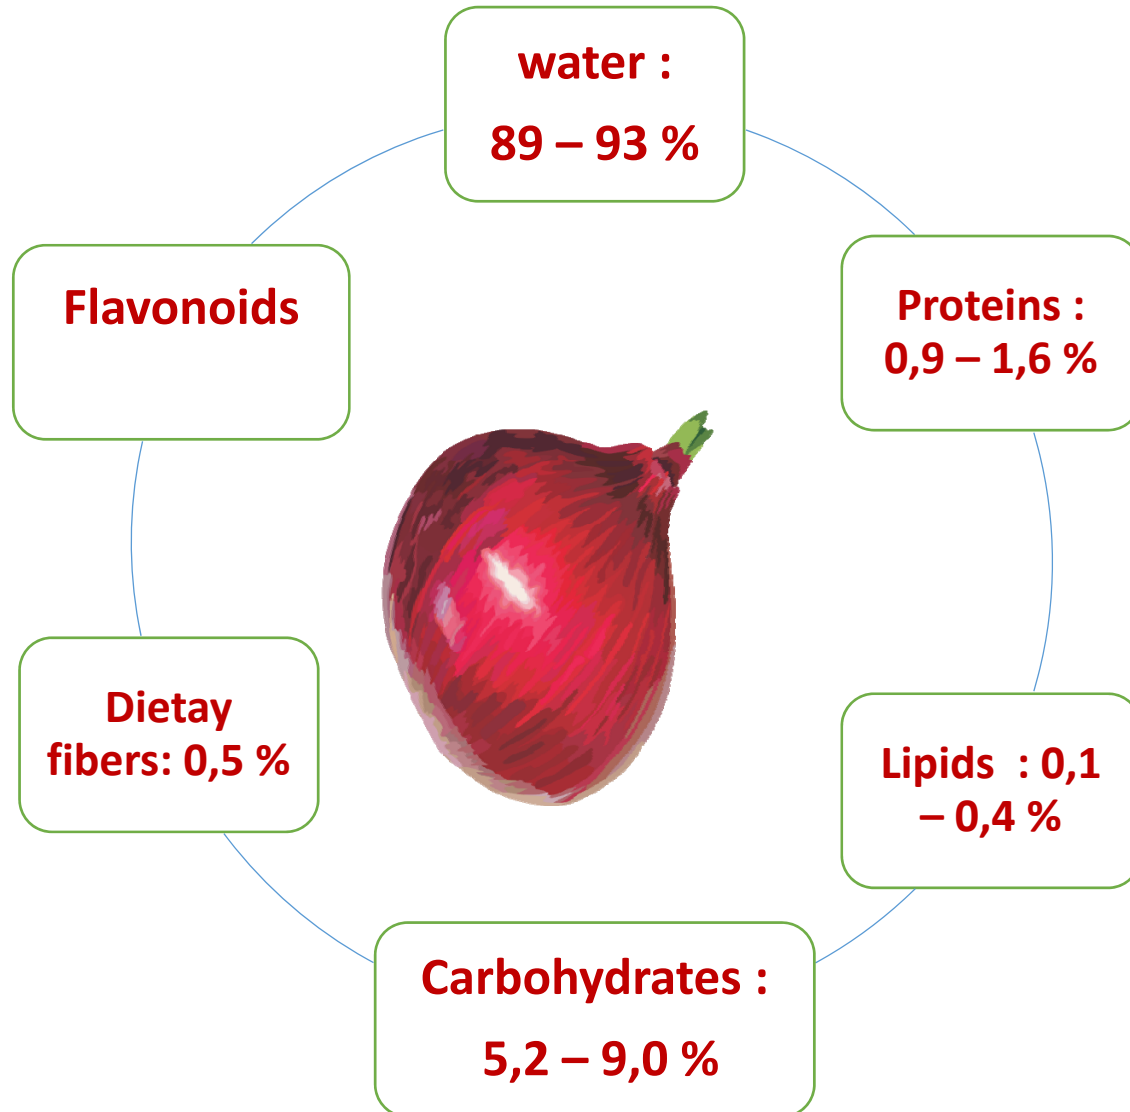 water :
89 – 93 %
Flavonoids
Proteins :
0,9 – 1,6 %
Dietay
fibers: 0,5 %
Lipids  : 0,1
– 0,4 %
Carbohydrates :
5,2 – 9,0 %